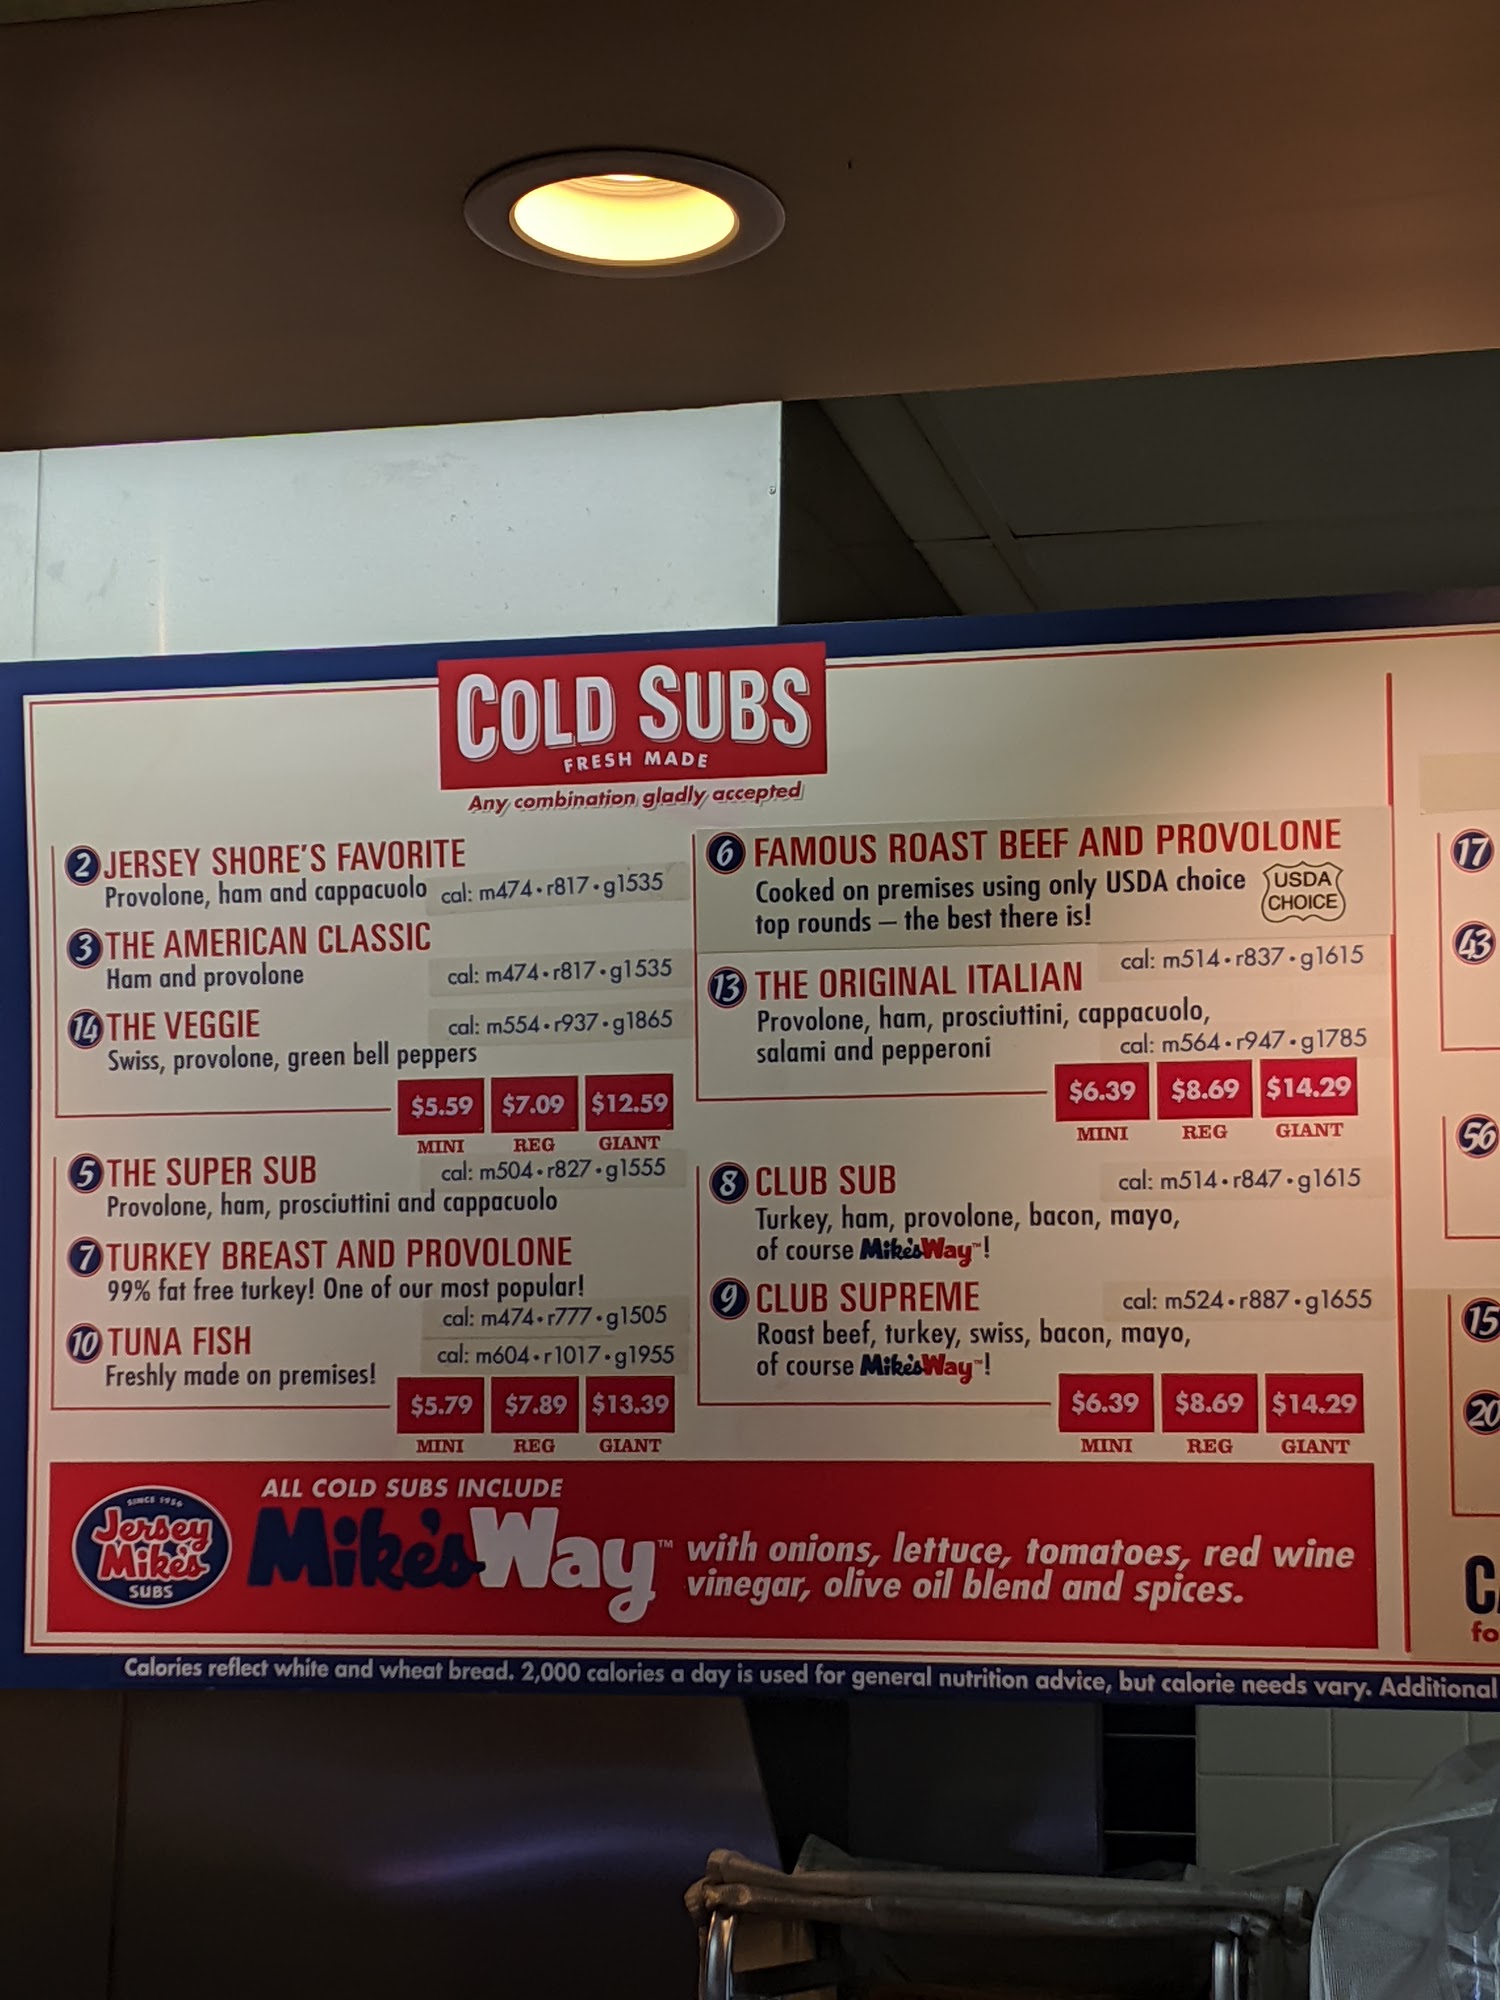 COLD SUBS
FRESH MADE
Any combination gladly accepted
2 JERSEY SHORE'S FAVORITE
Provolone, ham and cappacuolo cal: m474•r817•g1535
3 THE AMERICAN CLASSIC
Ham and provolone cal: m474•r817•g1535
14 THE VEGGIE cal: m554•r937•g1865
Swiss, provolone, green bell peppers
$5.59 $7.09 $12.59
MINI REG GIANT
5 THE SUPER SUB cal: m504•r827•g1555
Provolone, ham, prosciuttini and cappacuolo
7 TURKEY BREAST AND PROVOLONE
99% fat free turkey! One of our most popular!
cal: m474•r777•g1505
10 TUNA FISH cal: m604•r1017•g1955
Freshly made on premises!
$5.79 $7.89 $13.39
MINI REG GIANT
6 FAMOUS ROAST BEEF AND PROVOLONE
Cooked on premises using only USDA choice
top rounds – the best there is!
USDA
CHOICE
cal: m514•r837•g1615
13 THE ORIGINAL ITALIAN
Provolone, ham, prosciuttini, cappacuolo,
salami and pepperoni cal: m564•r947•g1785
$6.39 $8.69 $14.29
MINI REG GIANT
8 CLUB SUB cal: m514•r847•g1615
Turkey, ham, provolone, bacon, mayo,
of course Mike's Way™!
9 CLUB SUPREME cal: m524•r887•g1655
Roast beef, turkey, swiss, bacon, mayo,
of course Mike's Way™!
$6.39 $8.69 $14.29
MINI REG GIANT
17
43
56
15
20
fo
SINCE 1956
Jersey
Mike's
SUBS
ALL COLD SUBS INCLUDE
Mike's Way™ with onions, lettuce, tomatoes, red wine
vinegar, olive oil blend and spices.
Calories reflect white and wheat bread. 2,000 calories a day is used for general nutrition advice, but calorie needs vary. Additional